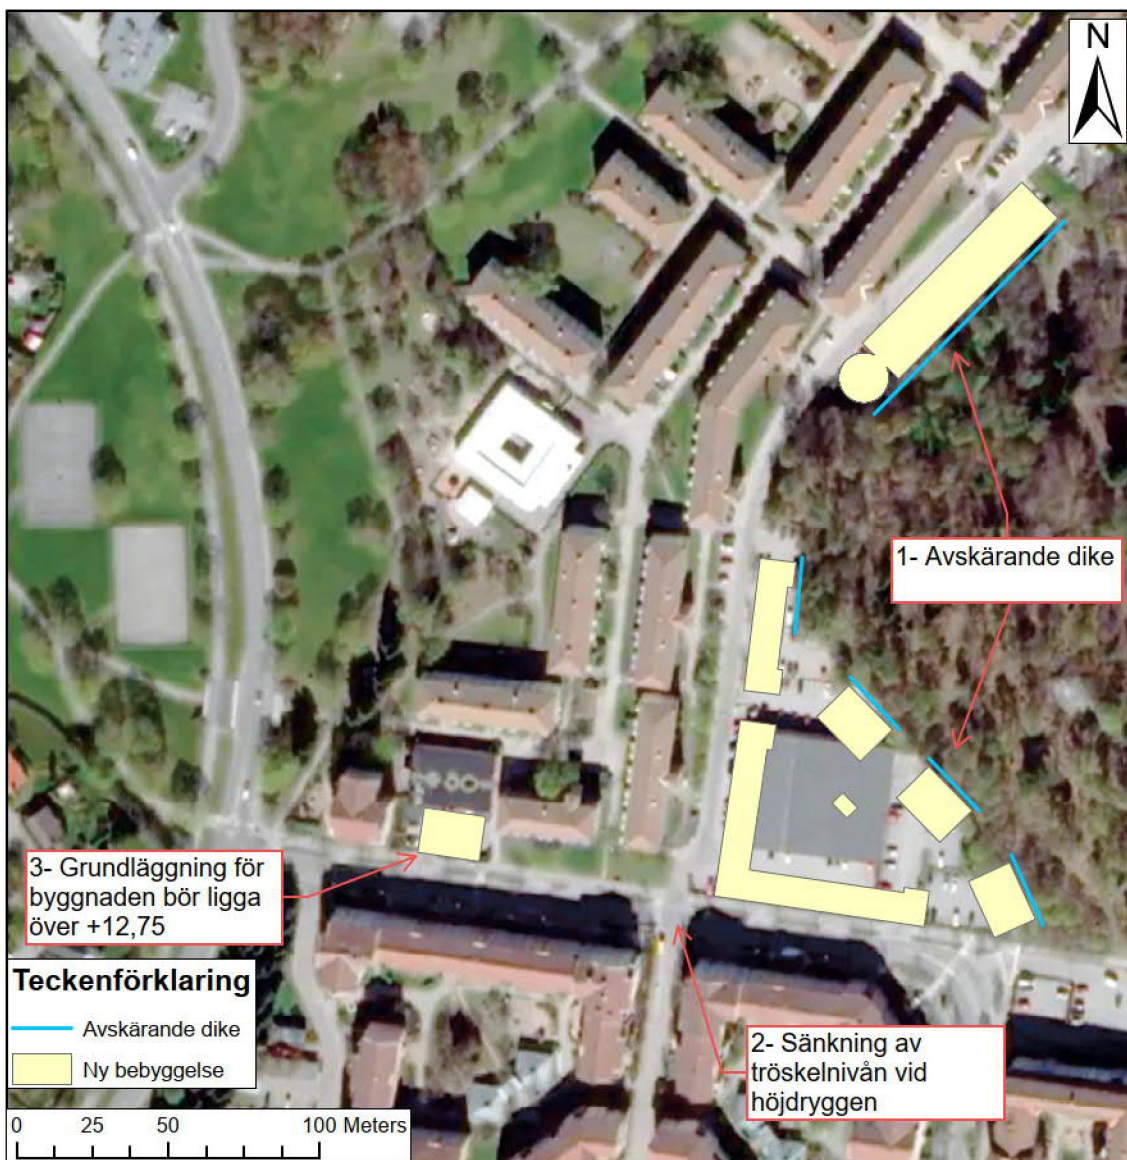 N
1- Avskärande dike
3- Grundläggning för
byggnaden bör ligga
över +12,75
2- Sänkning av
tröskelnivån vid
höjdryggen
Teckenförklaring
Avskärande dike
Ny bebyggelse
0 25 50 100 Meters